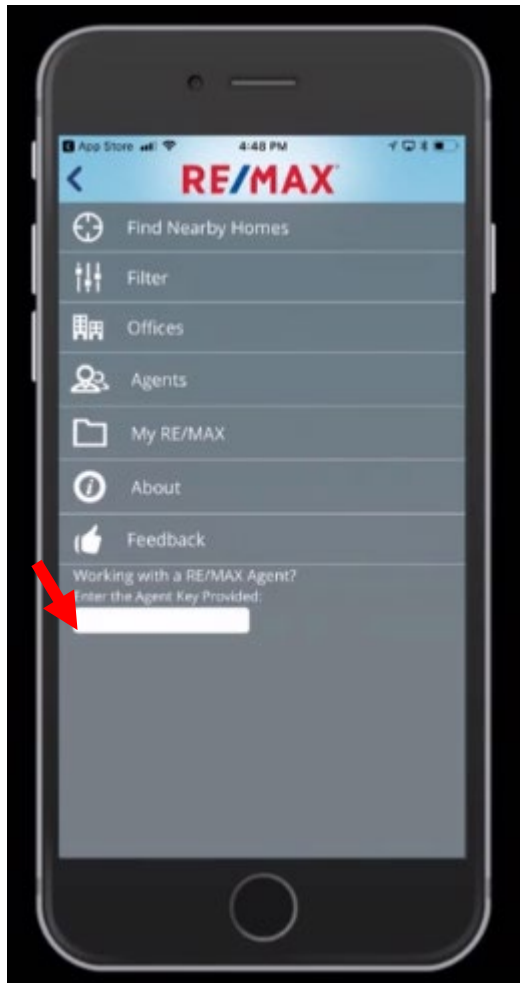 App Store 4:48 PM
RE/MAX
Find Nearby Homes
Filter
Offices
Agents
My RE/MAX
About
Feedback
Working with a RE/MAX Agent?
Enter the Agent Key Provided: